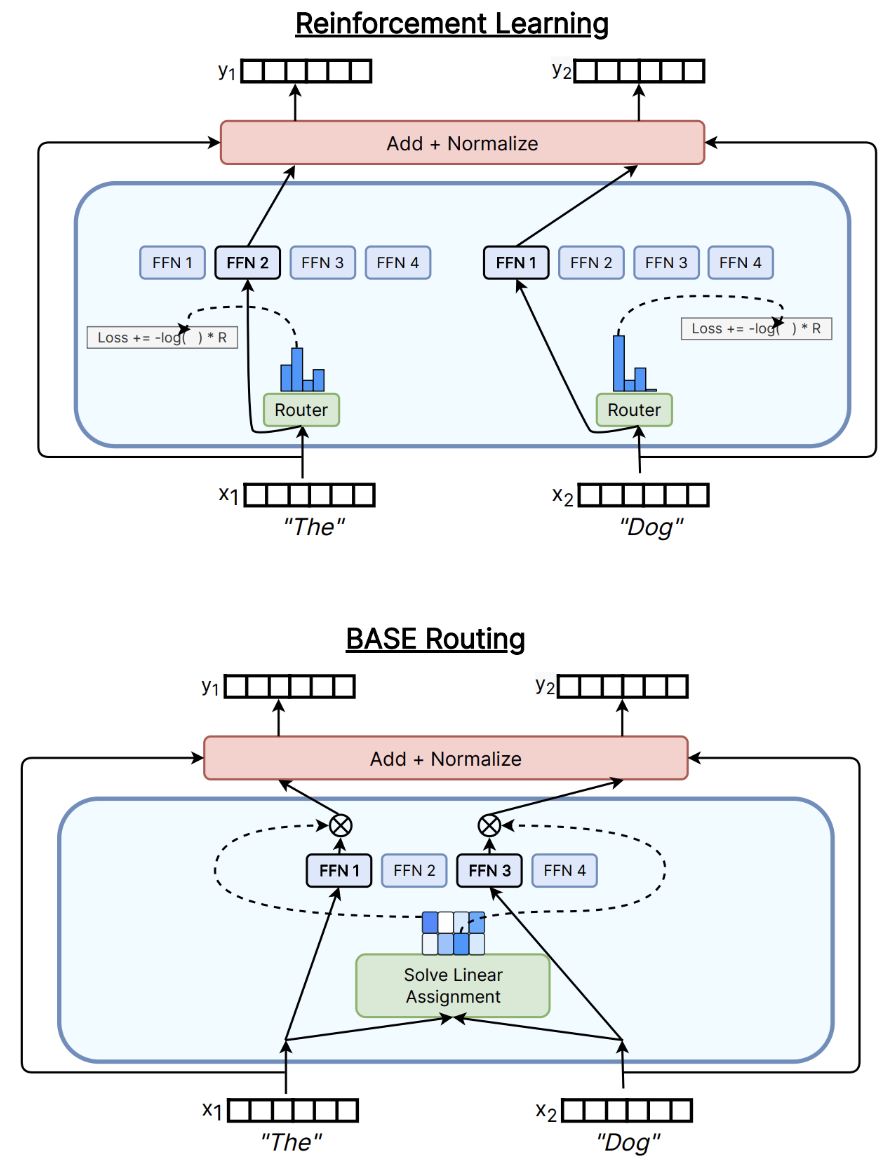 Reinforcement Learning
y1 y2
Add + Normalize
FFN 1 FFN 2 FFN 3 FFN 4 FFN 1 FFN 2 FFN 3 FFN 4
Loss += -log( ) * R Loss += -log( ) * R
Router Router
x1 x2
"The" "Dog"
BASE Routing
y1 y2
Add + Normalize
FFN 1 FFN 2 FFN 3 FFN 4
Solve Linear
Assignment
x1 x2
"The" "Dog"